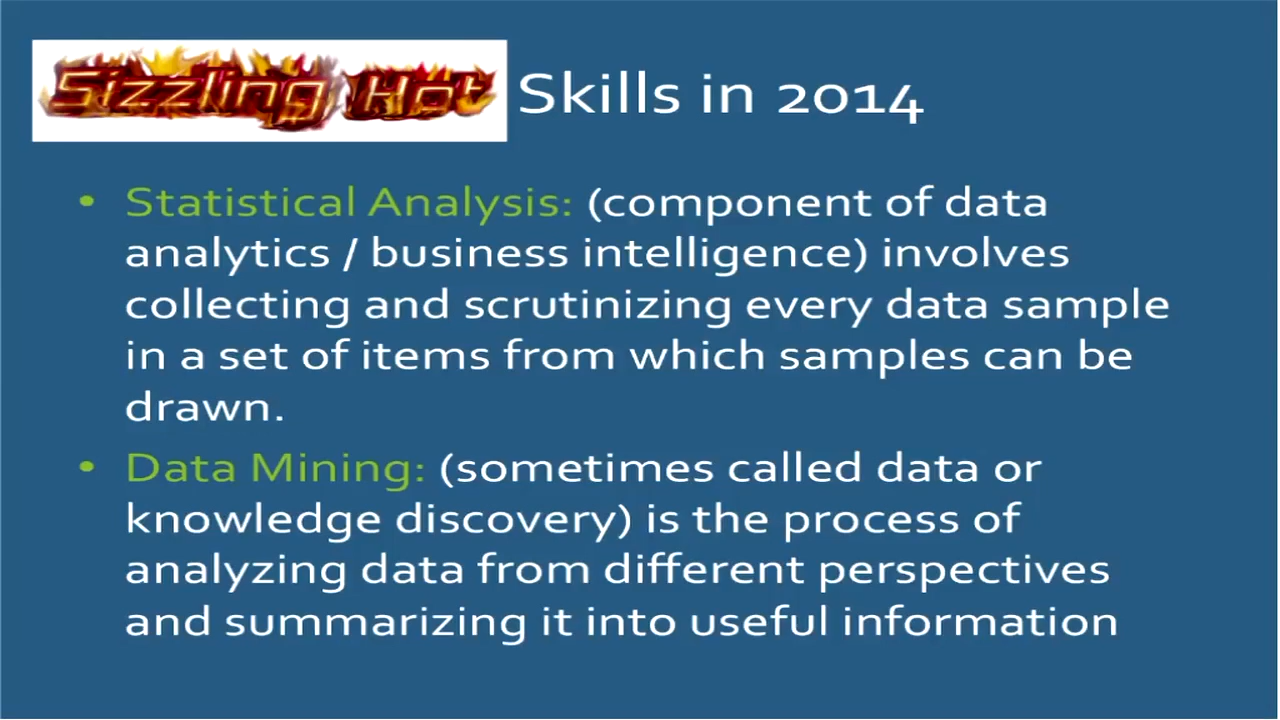 Sizzling Hot Skills in 2014
• Statistical Analysis: (component of data
analytics / business intelligence) involves
collecting and scrutinizing every data sample
in a set of items from which samples can be
drawn.
• Data Mining: (sometimes called data or
knowledge discovery) is the process of
analyzing data from different perspectives
and summarizing it into useful information